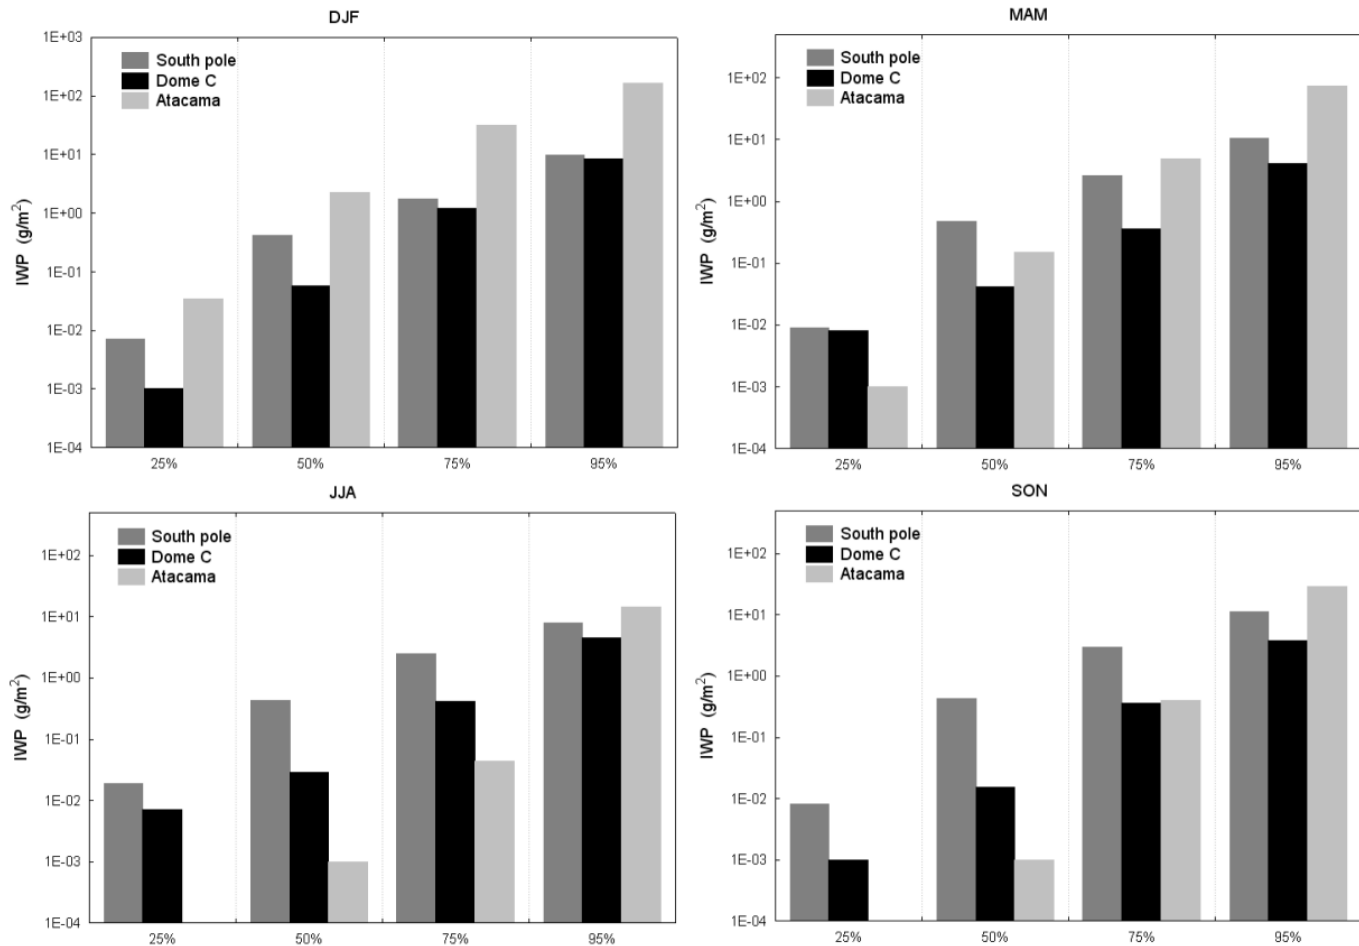 DJF
1E+03
1E+02
1E+01
1E+00
1E-01
1E-02
1E-03
1E-04
IWP (g/m²)
South pole
Dome C
Atacama
25% 50% 75% 95%
MAM
1E+02
1E+01
1E+00
1E-01
1E-02
1E-03
1E-04
IWP (g/m²)
South pole
Dome C
Atacama
25% 50% 75% 95%
JJA
1E+02
1E+01
1E+00
1E-01
1E-02
1E-03
1E-04
IWP (g/m²)
South pole
Dome C
Atacama
25% 50% 75% 95%
SON
1E+02
1E+01
1E+00
1E-01
1E-02
1E-03
1E-04
IWP (g/m²)
South pole
Dome C
Atacama
25% 50% 75% 95%